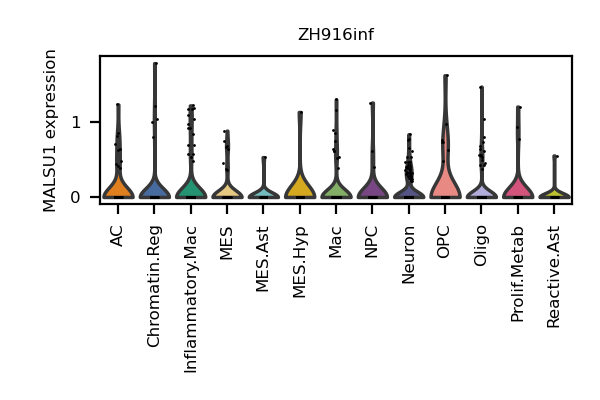 ZH916inf
MALSU1 expression
1
0
AC
Chromatin.Reg
Inflammatory.Mac
MES
MES.Ast
MES.Hyp
Mac
NPC
Neuron
OPC
Oligo
Prolif.Metab
Reactive.Ast